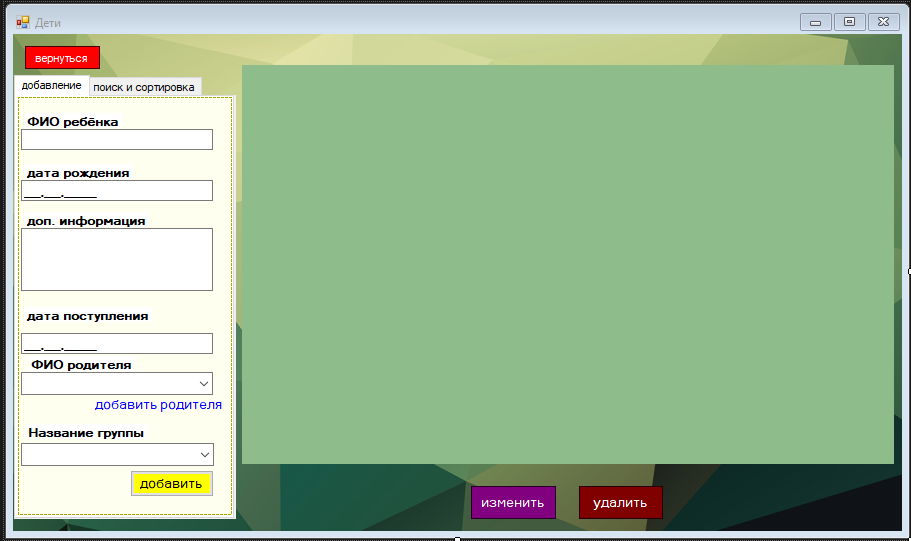 Дети
вернуться
добавление
поиск и сортировка
ФИО ребёнка
дата рождения
__.__.____
доп. информация
дата поступления
__.__.____
ФИО родителя
добавить родителя
Название группы
добавить
изменить
удалить